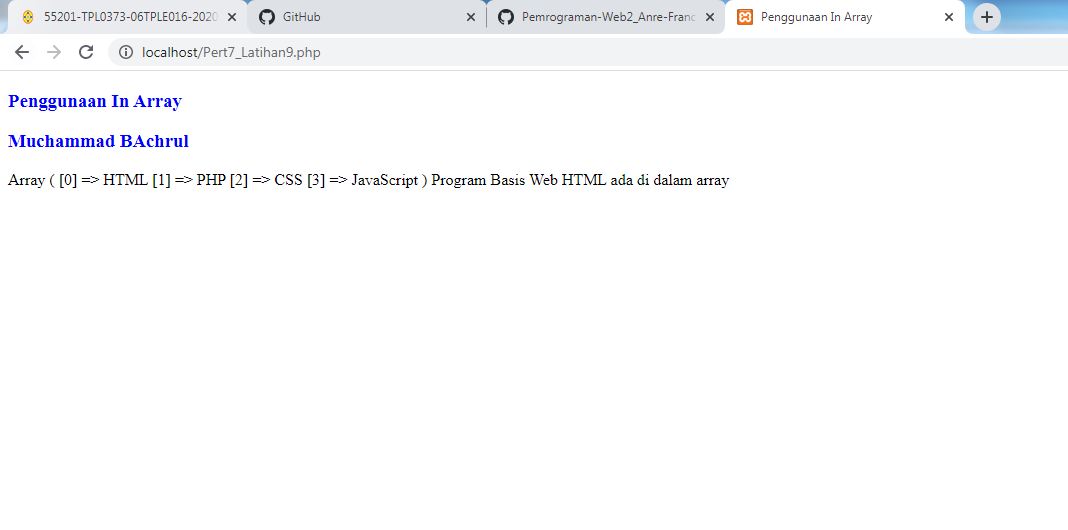 55201-TPL0373-06TPLE016-2020
GitHub
Pemrograman-Web2_Anre-Franc
Penggunaan In Array
localhost/Pert7_Latihan9.php
Penggunaan In Array
Muchammad BAchrul
Array ( [0] => HTML [1] => PHP [2] => CSS [3] => JavaScript ) Program Basis Web HTML ada di dalam array